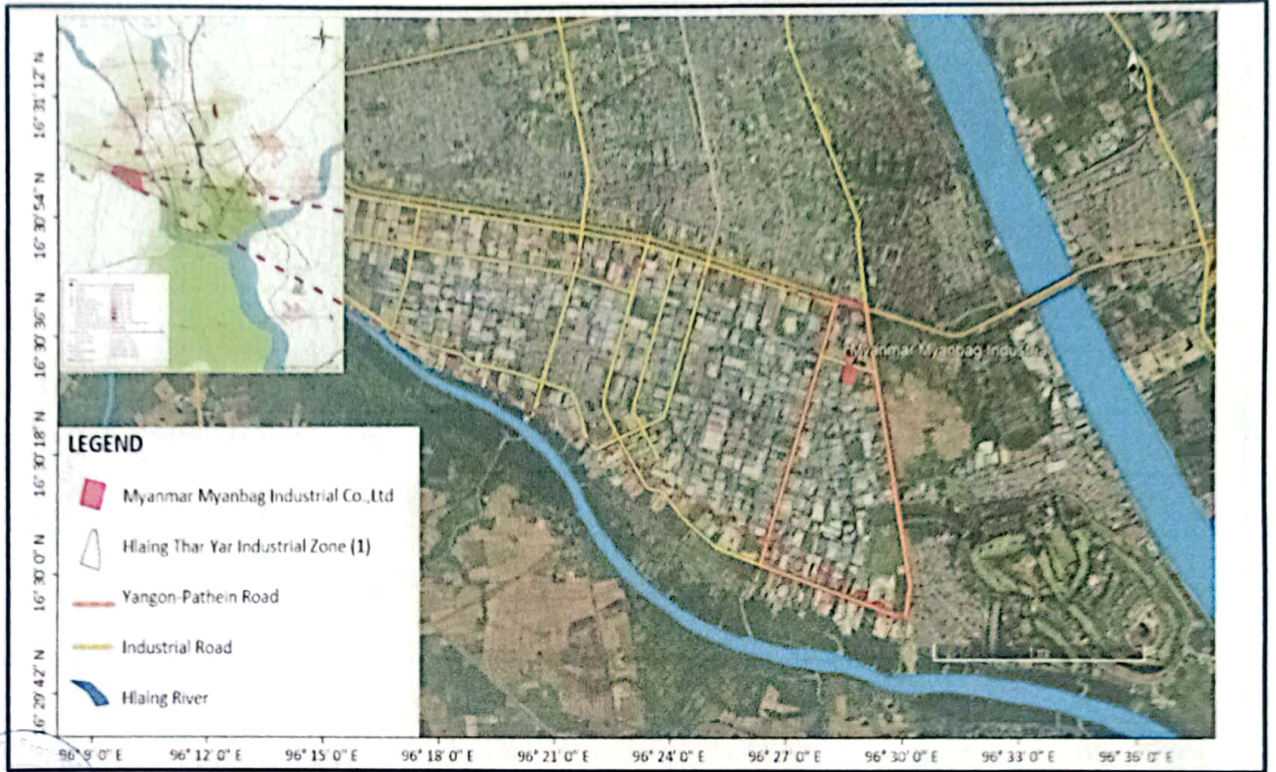 16° 31' 12" N
16° 30' 54" N
16° 30' 36" N
16° 30' 18" N
16° 30' 0" N
16° 29' 42" N
Myanmar Myanbag Industrial
LEGEND
Myanmar Myanbag Industrial Co.,Ltd
Hlaing Thar Yar Industrial Zone (1)
Yangon-Pathein Road
Industrial Road
Hlaing River
96° 9' 0" E 96° 12' 0" E 96° 15' 0" E 96° 18' 0" E 96° 21' 0" E 96° 24' 0" E 96° 27' 0" E 96° 30' 0" E 96° 33' 0" E 96° 36' 0" E